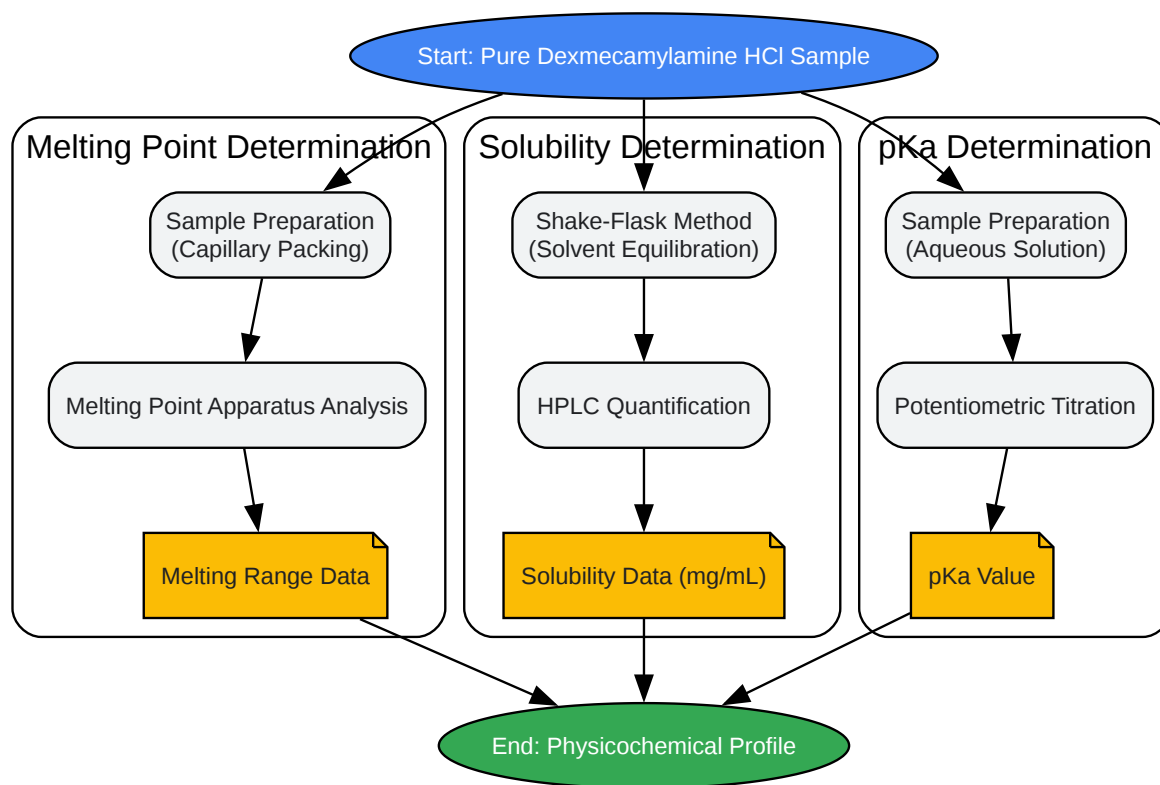 Start: Pure Dexmecamylamine HCl Sample
Melting Point Determination
Sample Preparation
(Capillary Packing)
Melting Point Apparatus Analysis
Melting Range Data
Solubility Determination
Shake-Flask Method
(Solvent Equilibration)
HPLC Quantification
Solubility Data (mg/mL)
pKa Determination
Sample Preparation
(Aqueous Solution)
Potentiometric Titration
pKa Value
End: Physicochemical Profile